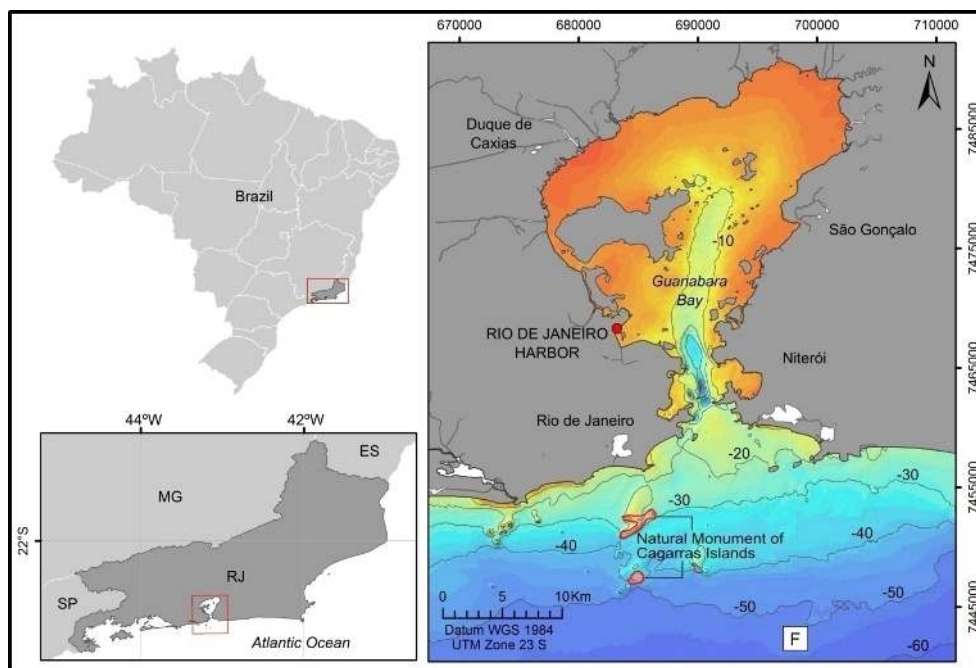 Brazil
44ºW
42ºW
22ºS
ES
MG
RJ
SP
Atlantic Ocean
670000
680000
690000
700000
710000
N
7485000
7475000
7465000
7455000
7445000
Duque de
Caxias
São Gonçalo
-10
Guanabara
Bay
RIO DE JANEIRO
HARBOR
Niterói
Rio de Janeiro
-20
-30
-30
-40
-40
Natural Monument of
Cagarras Islands
-50
-50
-60
0 5 10Km
Datum WGS 1984
UTM Zone 23 S
F